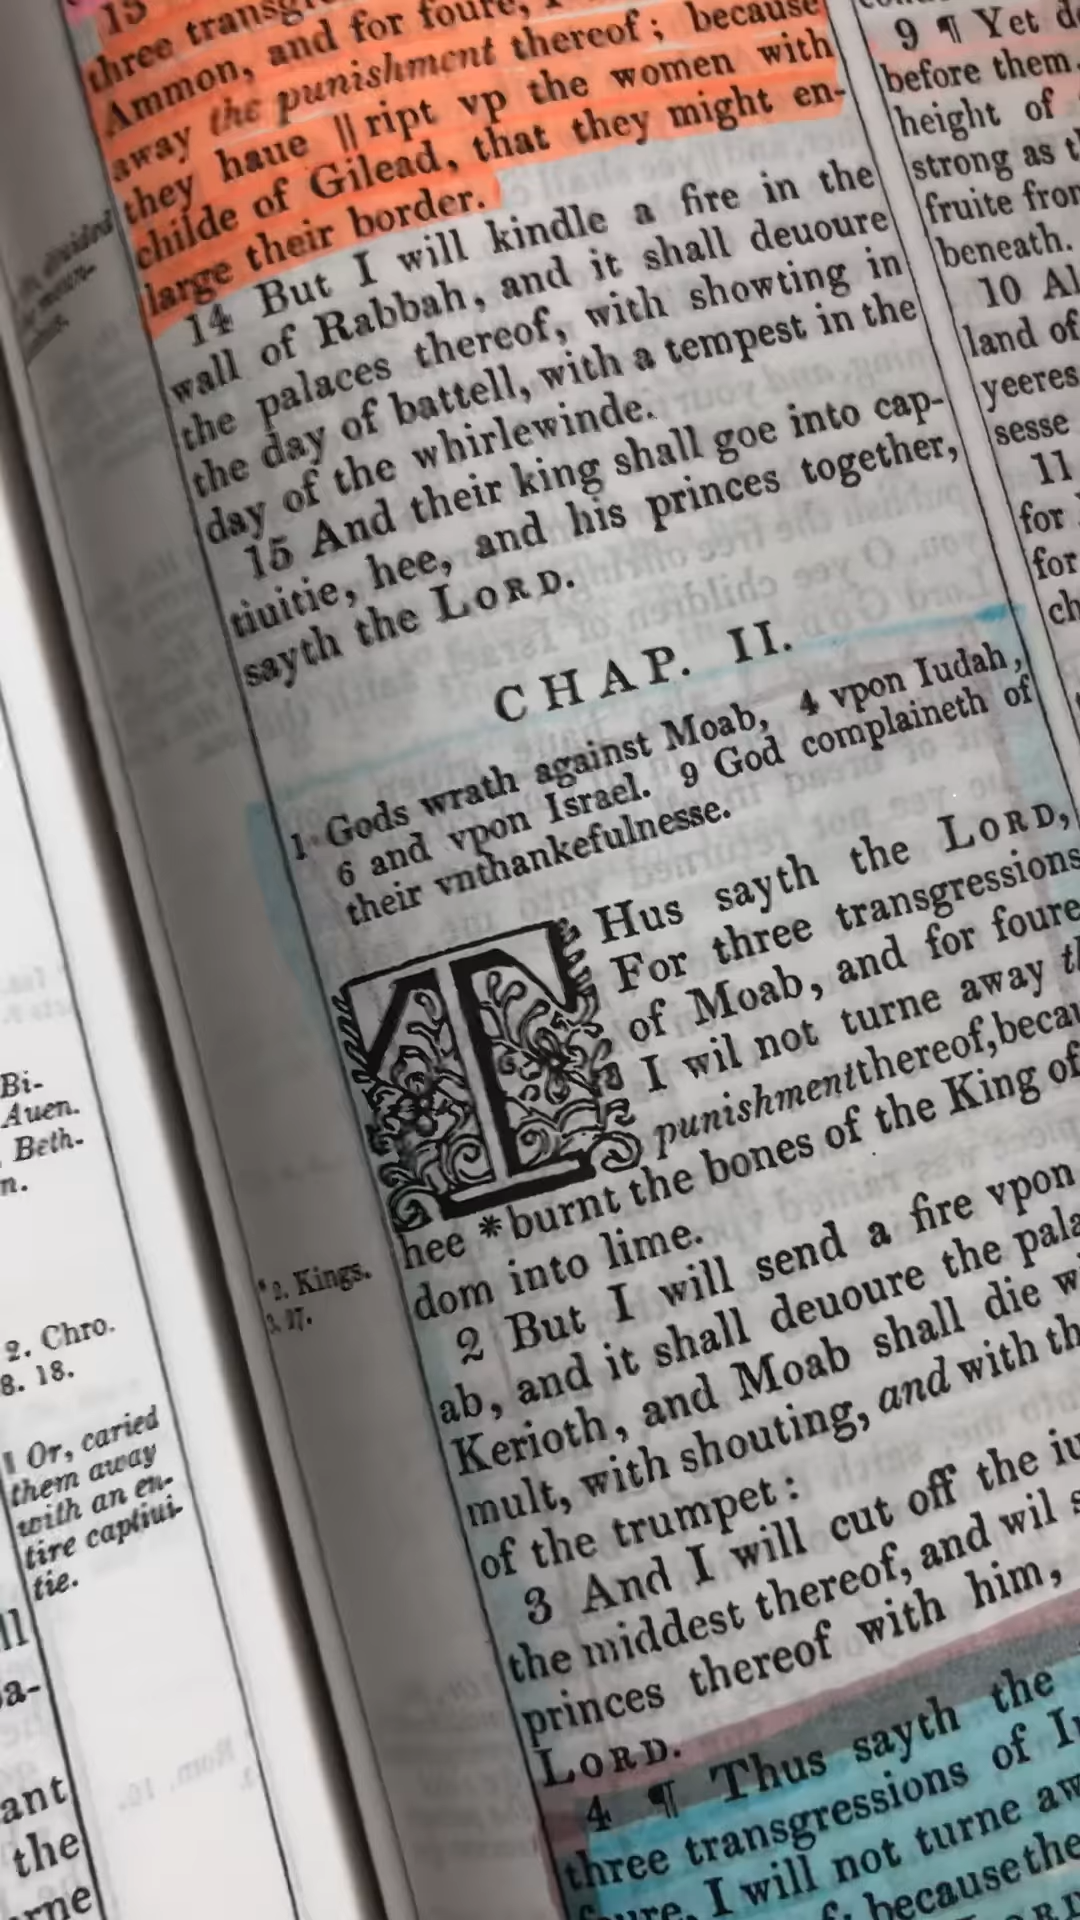 13
three transgr
Ammon, and for foure,
away the punishment thereof; because
they haue ||ript vp the women with
childe of Gilead, that they might en-
large their border.
14 But I will kindle a fire in the
wall of Rabbah, and it shall deuoure
the palaces thereof, with showting in
the day of battell, with a tempest in the
day of the whirlewinde.
15 And their king shall goe into cap-
tiuitie, hee, and his princes together,
sayth the LORD.
CHAP. II.
1 Gods wrath against Moab, 4 vpon Iudah,
6 and vpon Israel. 9 God complaineth of
their vnthankefulnesse.
THus sayth the LORD,
For three transgressions
of Moab, and for foure
I wil not turne away th
punishment thereof, becau
hee *burnt the bones of the King of
dom into lime.
2 But I will send a fire vpon
ab, and it shall deuoure the pala
Kerioth, and Moab shall die wi
mult, with shouting, and with th
of the trumpet:
3 And I will cut off the iu
the middest thereof, and wil s
princes thereof with him,
LORD.
4 ¶ Thus sayth the
three transgressions of Iu
foure, I will not turne aw
because the
divided
*2. Kings.
3. 27.
9 ¶ Yet de
before them,
height of
strong as t
fruite from
beneath.
10 Al
land of
yeeres
sesse
11
for
for
ch
Bi-
Auen.
Beth-
n.
2. Chro.
8. 18.
|| Or, caried
them away
with an en-
tire captiui-
tie.
ll
ba-
ant
the
rne